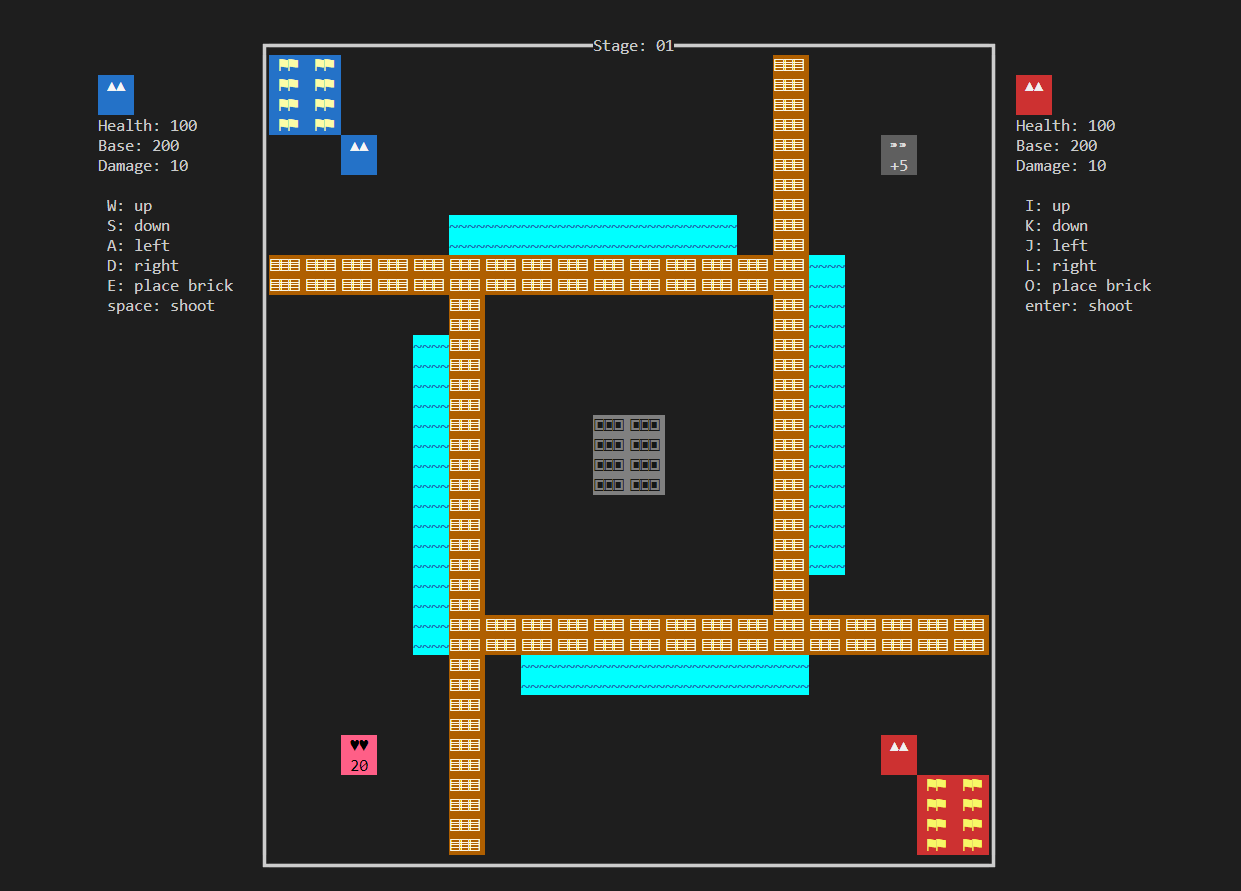 Stage: 01
Health: 100
Base: 200
Damage: 10
W: up
S: down
A: left
D: right
E: place brick
space: shoot
+5
20
Health: 100
Base: 200
Damage: 10
I: up
K: down
J: left
L: right
O: place brick
enter: shoot